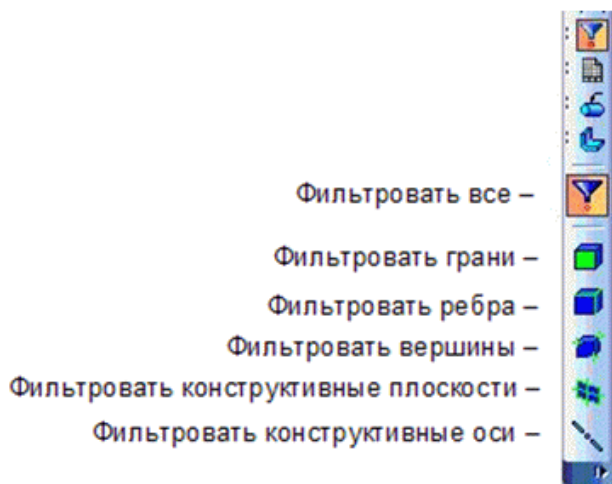 Фильтровать все –
Фильтровать грани –
Фильтровать ребра –
Фильтровать вершины –
Фильтровать конструктивные плоскости –
Фильтровать конструктивные оси –